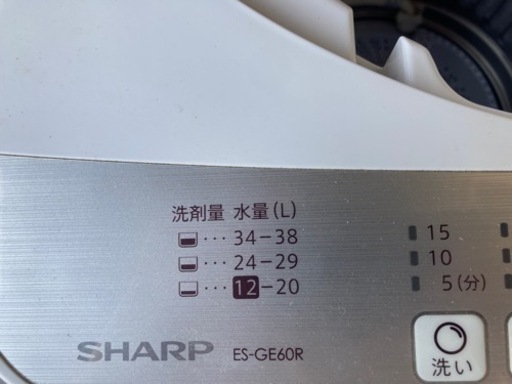 洗剤量 水量(L)
…34-38
…24-29
…12-20
15
10
5(分)
洗い
SHARP ES-GE60R